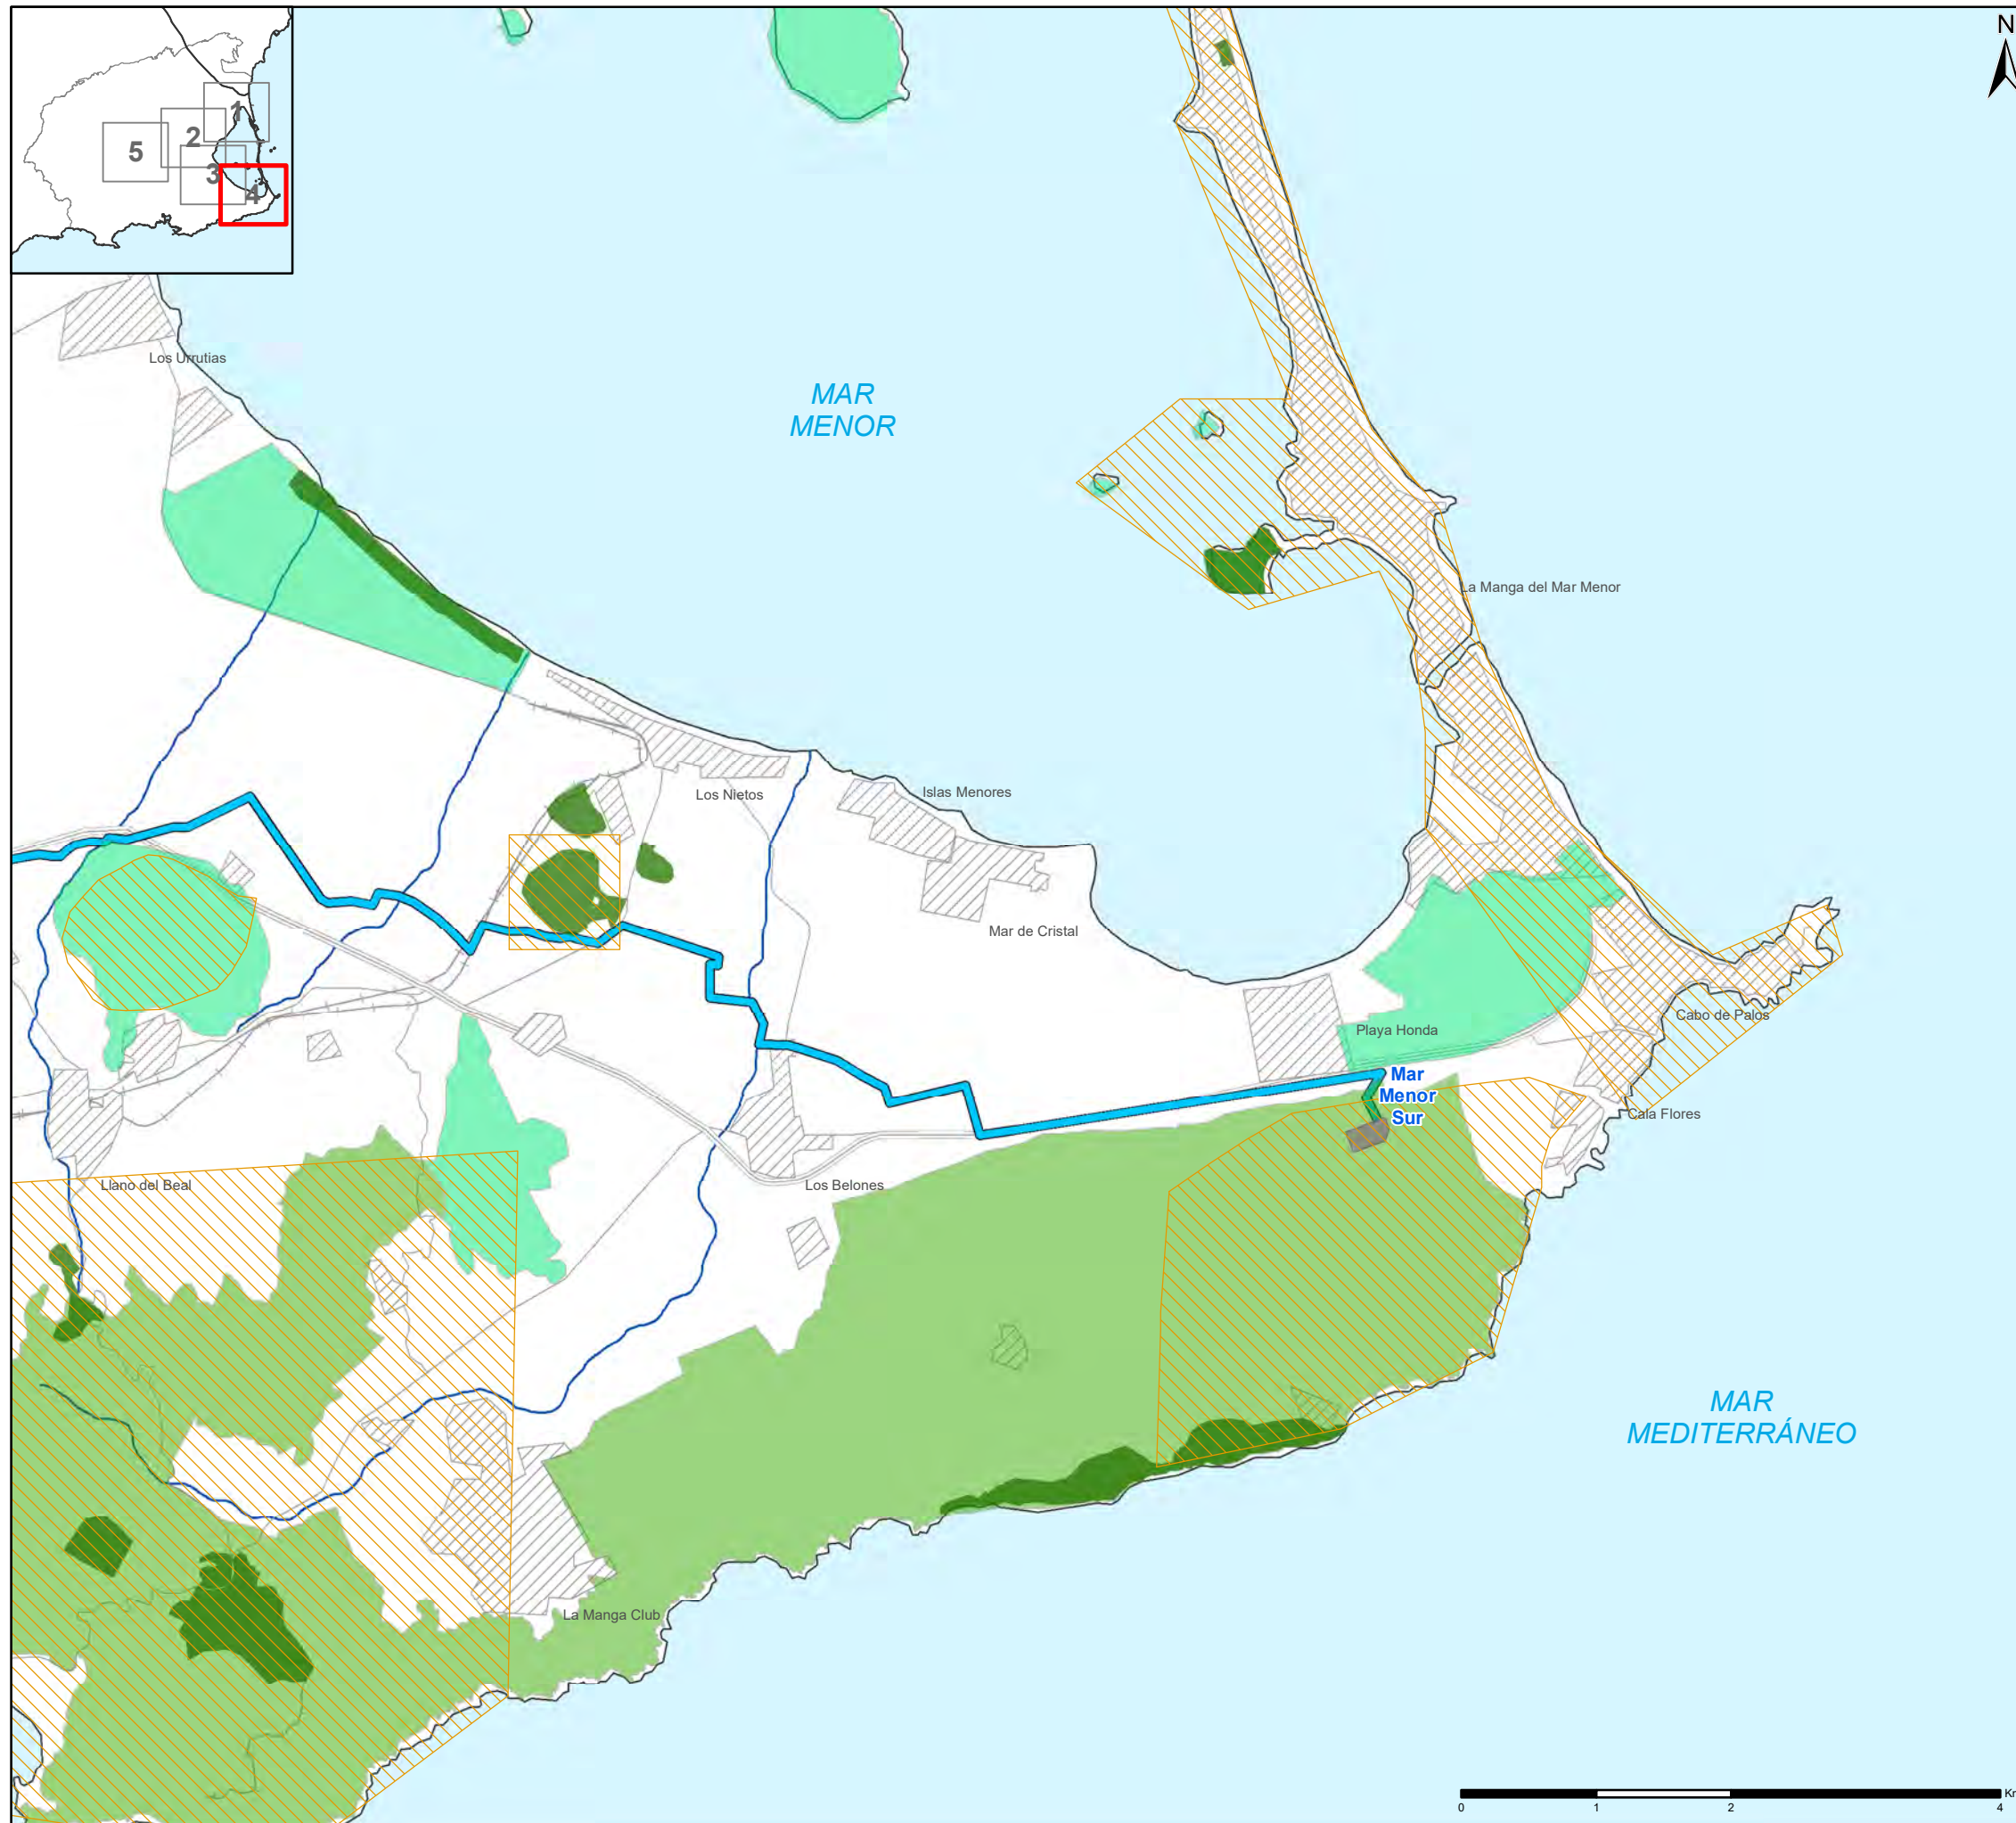 N
1
2
5
3
4
Los Urrutias
MAR
MENOR
La Manga del Mar Menor
Los Nietos
Islas Menores
Mar de Cristal
Cabo de Palos
Playa Honda
Mar
Menor
Sur
Cala Flores
Llano del Beal
Los Belones
MAR
MEDITERRÁNEO
La Manga Club
0
1
2
4